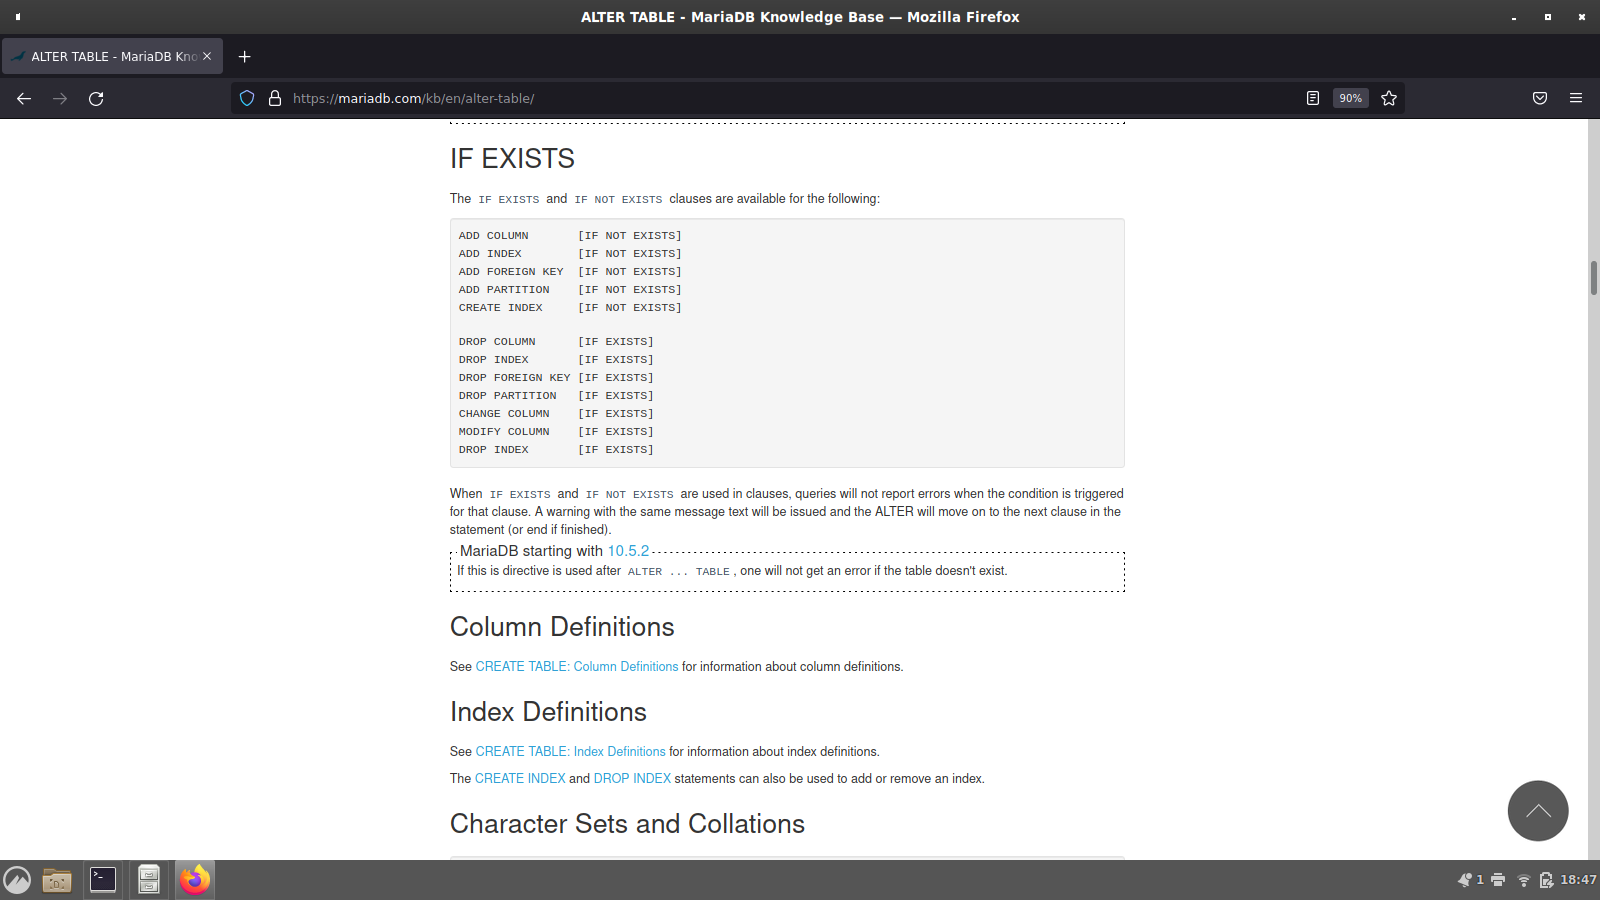 ALTER TABLE - MariaDB Knowledge Base — Mozilla Firefox
ALTER TABLE - MariaDB Kno
https://mariadb.com/kb/en/alter-table/
90%
IF EXISTS
The IF EXISTS and IF NOT EXISTS clauses are available for the following:
ADD COLUMN [IF NOT EXISTS]
ADD INDEX [IF NOT EXISTS]
ADD FOREIGN KEY [IF NOT EXISTS]
ADD PARTITION [IF NOT EXISTS]
CREATE INDEX [IF NOT EXISTS]
DROP COLUMN [IF EXISTS]
DROP INDEX [IF EXISTS]
DROP FOREIGN KEY [IF EXISTS]
DROP PARTITION [IF EXISTS]
CHANGE COLUMN [IF EXISTS]
MODIFY COLUMN [IF EXISTS]
DROP INDEX [IF EXISTS]
When IF EXISTS and IF NOT EXISTS are used in clauses, queries will not report errors when the condition is triggered
for that clause. A warning with the same message text will be issued and the ALTER will move on to the next clause in the
statement (or end if finished).
MariaDB starting with 10.5.2
If this is directive is used after ALTER ... TABLE, one will not get an error if the table doesn't exist.
Column Definitions
See CREATE TABLE: Column Definitions for information about column definitions.
Index Definitions
See CREATE TABLE: Index Definitions for information about index definitions.
The CREATE INDEX and DROP INDEX statements can also be used to add or remove an index.
Character Sets and Collations
1
18:47